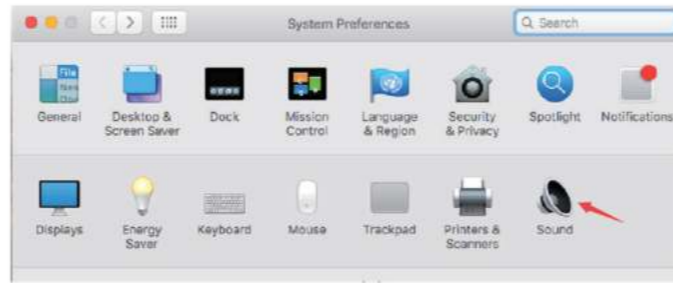 System Preferences
Search
General
Desktop &
Screen Saver
Dock
Mission
Control
Language
& Region
Security
& Privacy
Spotlight
Notifications
Displays
Energy
Saver
Keyboard
Mouse
Trackpad
Printers &
Scanners
Sound